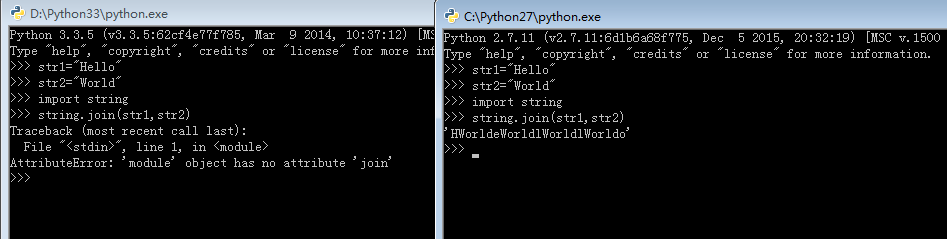 D:\Python33\python.exe
Python 3.3.5 (v3.3.5:62cf4e77f785, Mar  9 2014, 10:37:12) [MS
Type "help", "copyright", "credits" or "license" for more inf
>>> str1="Hello"
>>> str2="World"
>>> import string
>>> string.join(str1,str2)
Traceback (most recent call last):
  File "<stdin>", line 1, in <module>
AttributeError: 'module' object has no attribute 'join'
>>>
C:\Python27\python.exe
Python 2.7.11 (v2.7.11:6d1b6a68f775, Dec  5 2015, 20:32:19) [MSC v.1500
Type "help", "copyright", "credits" or "license" for more information.
>>> str1="Hello"
>>> str2="World"
>>> import string
>>> string.join(str1,str2)
'HWorldeWorldlWorldlWorldo'
>>>